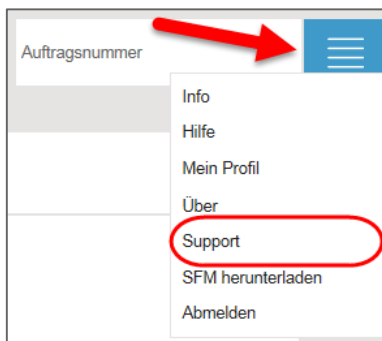 Auftragsnummer
Info
Hilfe
Mein Profil
Über
Support
SFM herunterladen
Abmelden